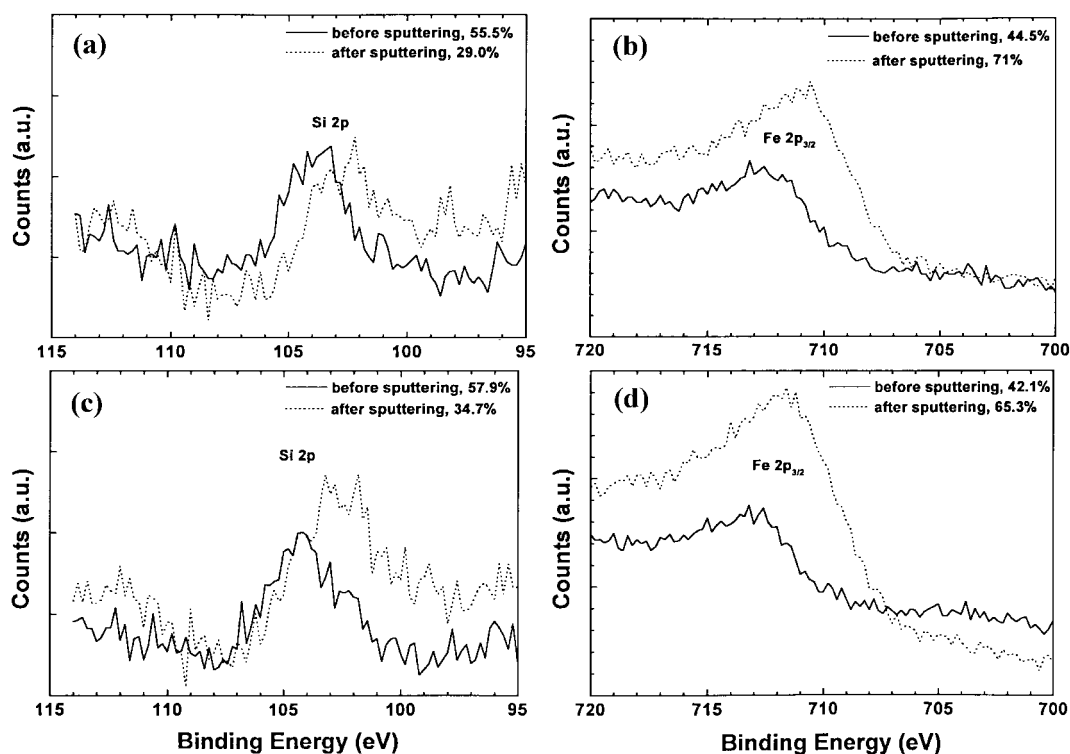 (a)
before sputtering, 55.5%
after sputtering, 29.0%
Si 2p
Counts (a.u.)
115 110 105 100 95
(b)
before sputtering, 44.5%
after sputtering, 71%
Fe 2p3/2
Counts (a.u.)
720 715 710 705 700
(c)
before sputtering, 57.9%
after sputtering, 34.7%
Si 2p
Counts (a.u.)
115 110 105 100 95
Binding Energy (eV)
(d)
before sputtering, 42.1%
after sputtering, 65.3%
Fe 2p3/2
Counts (a.u.)
720 715 710 705 700
Binding Energy (eV)